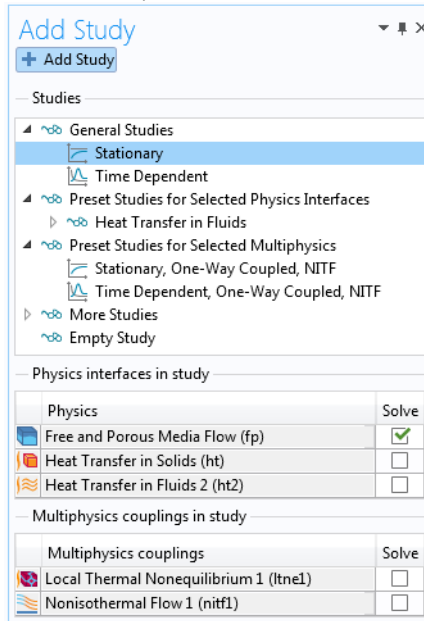 Add Study
Add Study
Studies
General Studies
Stationary
Time Dependent
Preset Studies for Selected Physics Interfaces
Heat Transfer in Fluids
Preset Studies for Selected Multiphysics
Stationary, One-Way Coupled, NITF
Time Dependent, One-Way Coupled, NITF
More Studies
Empty Study
Physics interfaces in study
Physics Solve
Free and Porous Media Flow (fp)
Heat Transfer in Solids (ht)
Heat Transfer in Fluids 2 (ht2)
Multiphysics couplings in study
Multiphysics couplings Solve
Local Thermal Nonequilibrium 1 (ltne1)
Nonisothermal Flow 1 (nitf1)